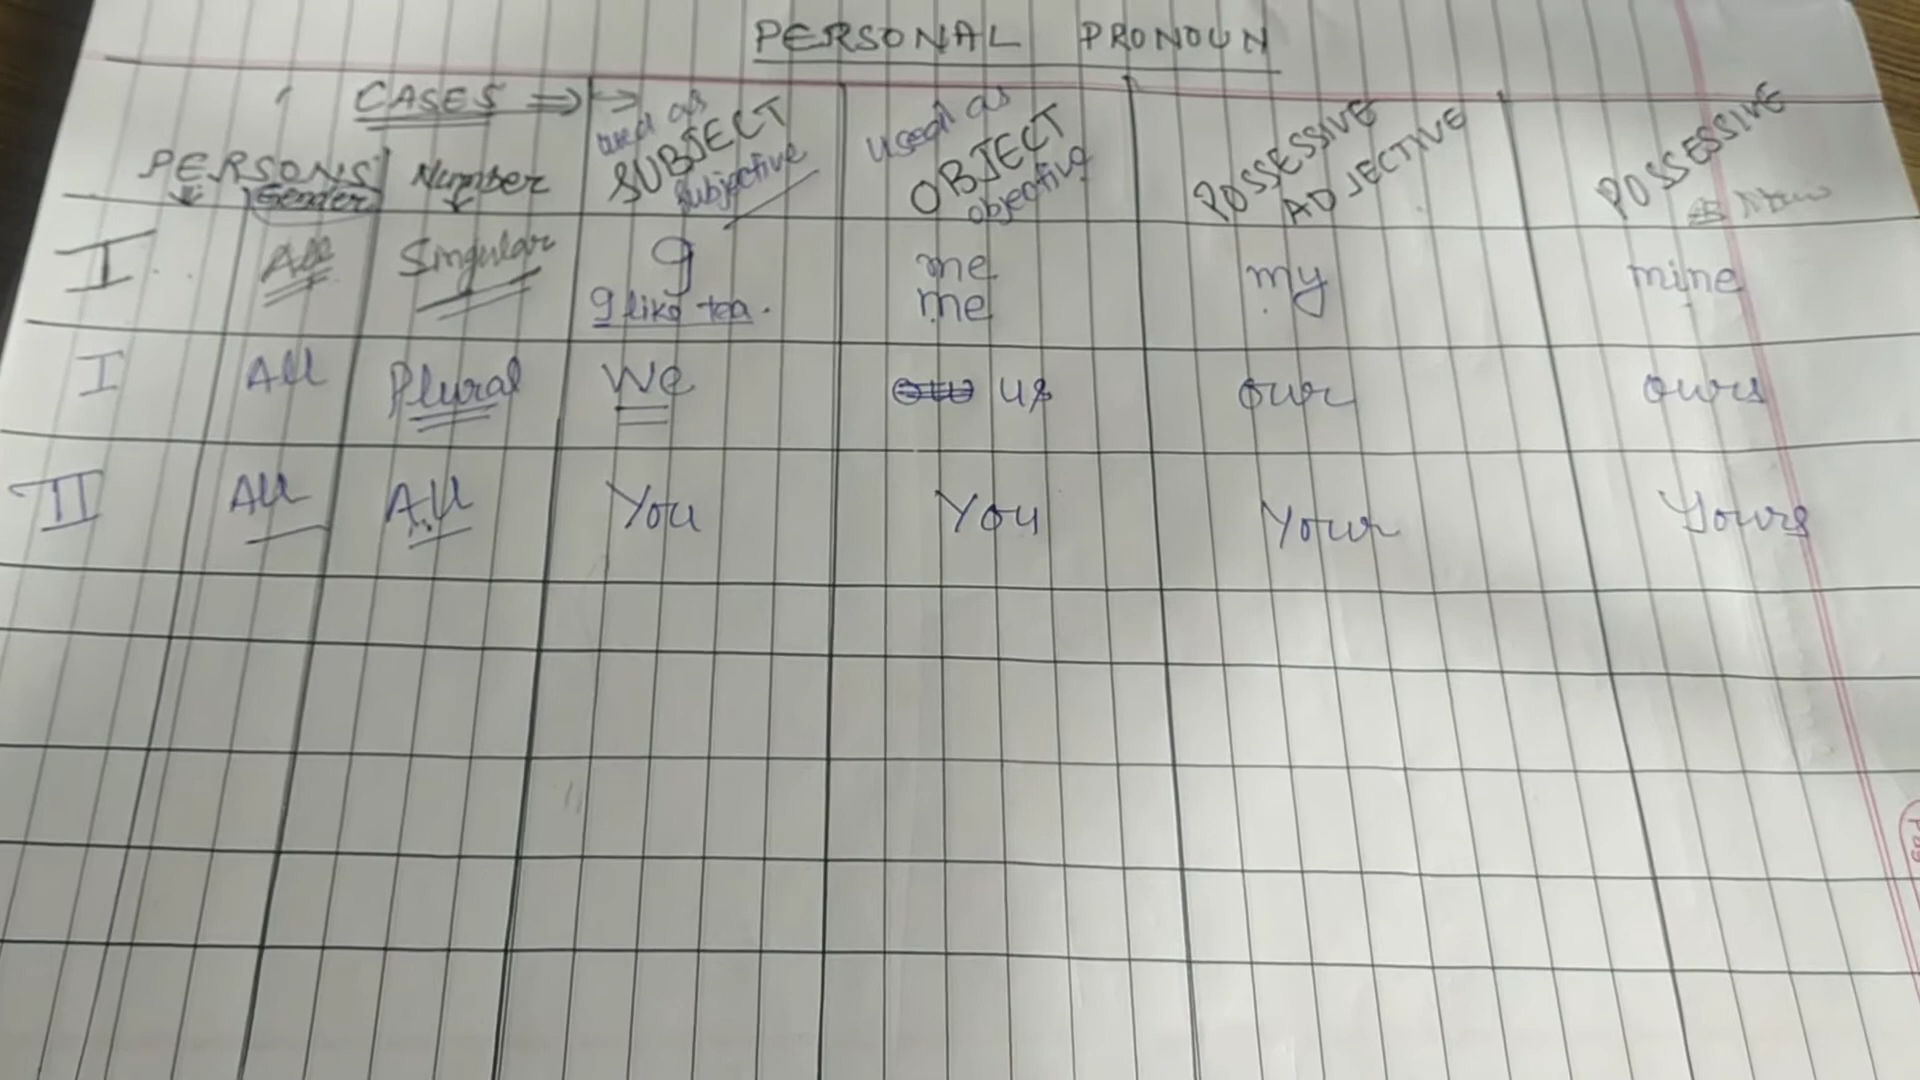 PERSONAL PRONOUN
CASES ⇒
used as SUBJECT subjective
used as OBJECT objective
POSSESSIVE ADJECTIVE
POSSESSIVE
PERSONS Gender Number
I All Singular I me my mine
I like tea. me
I All Plural We us our ours
II All All You You Your Yours